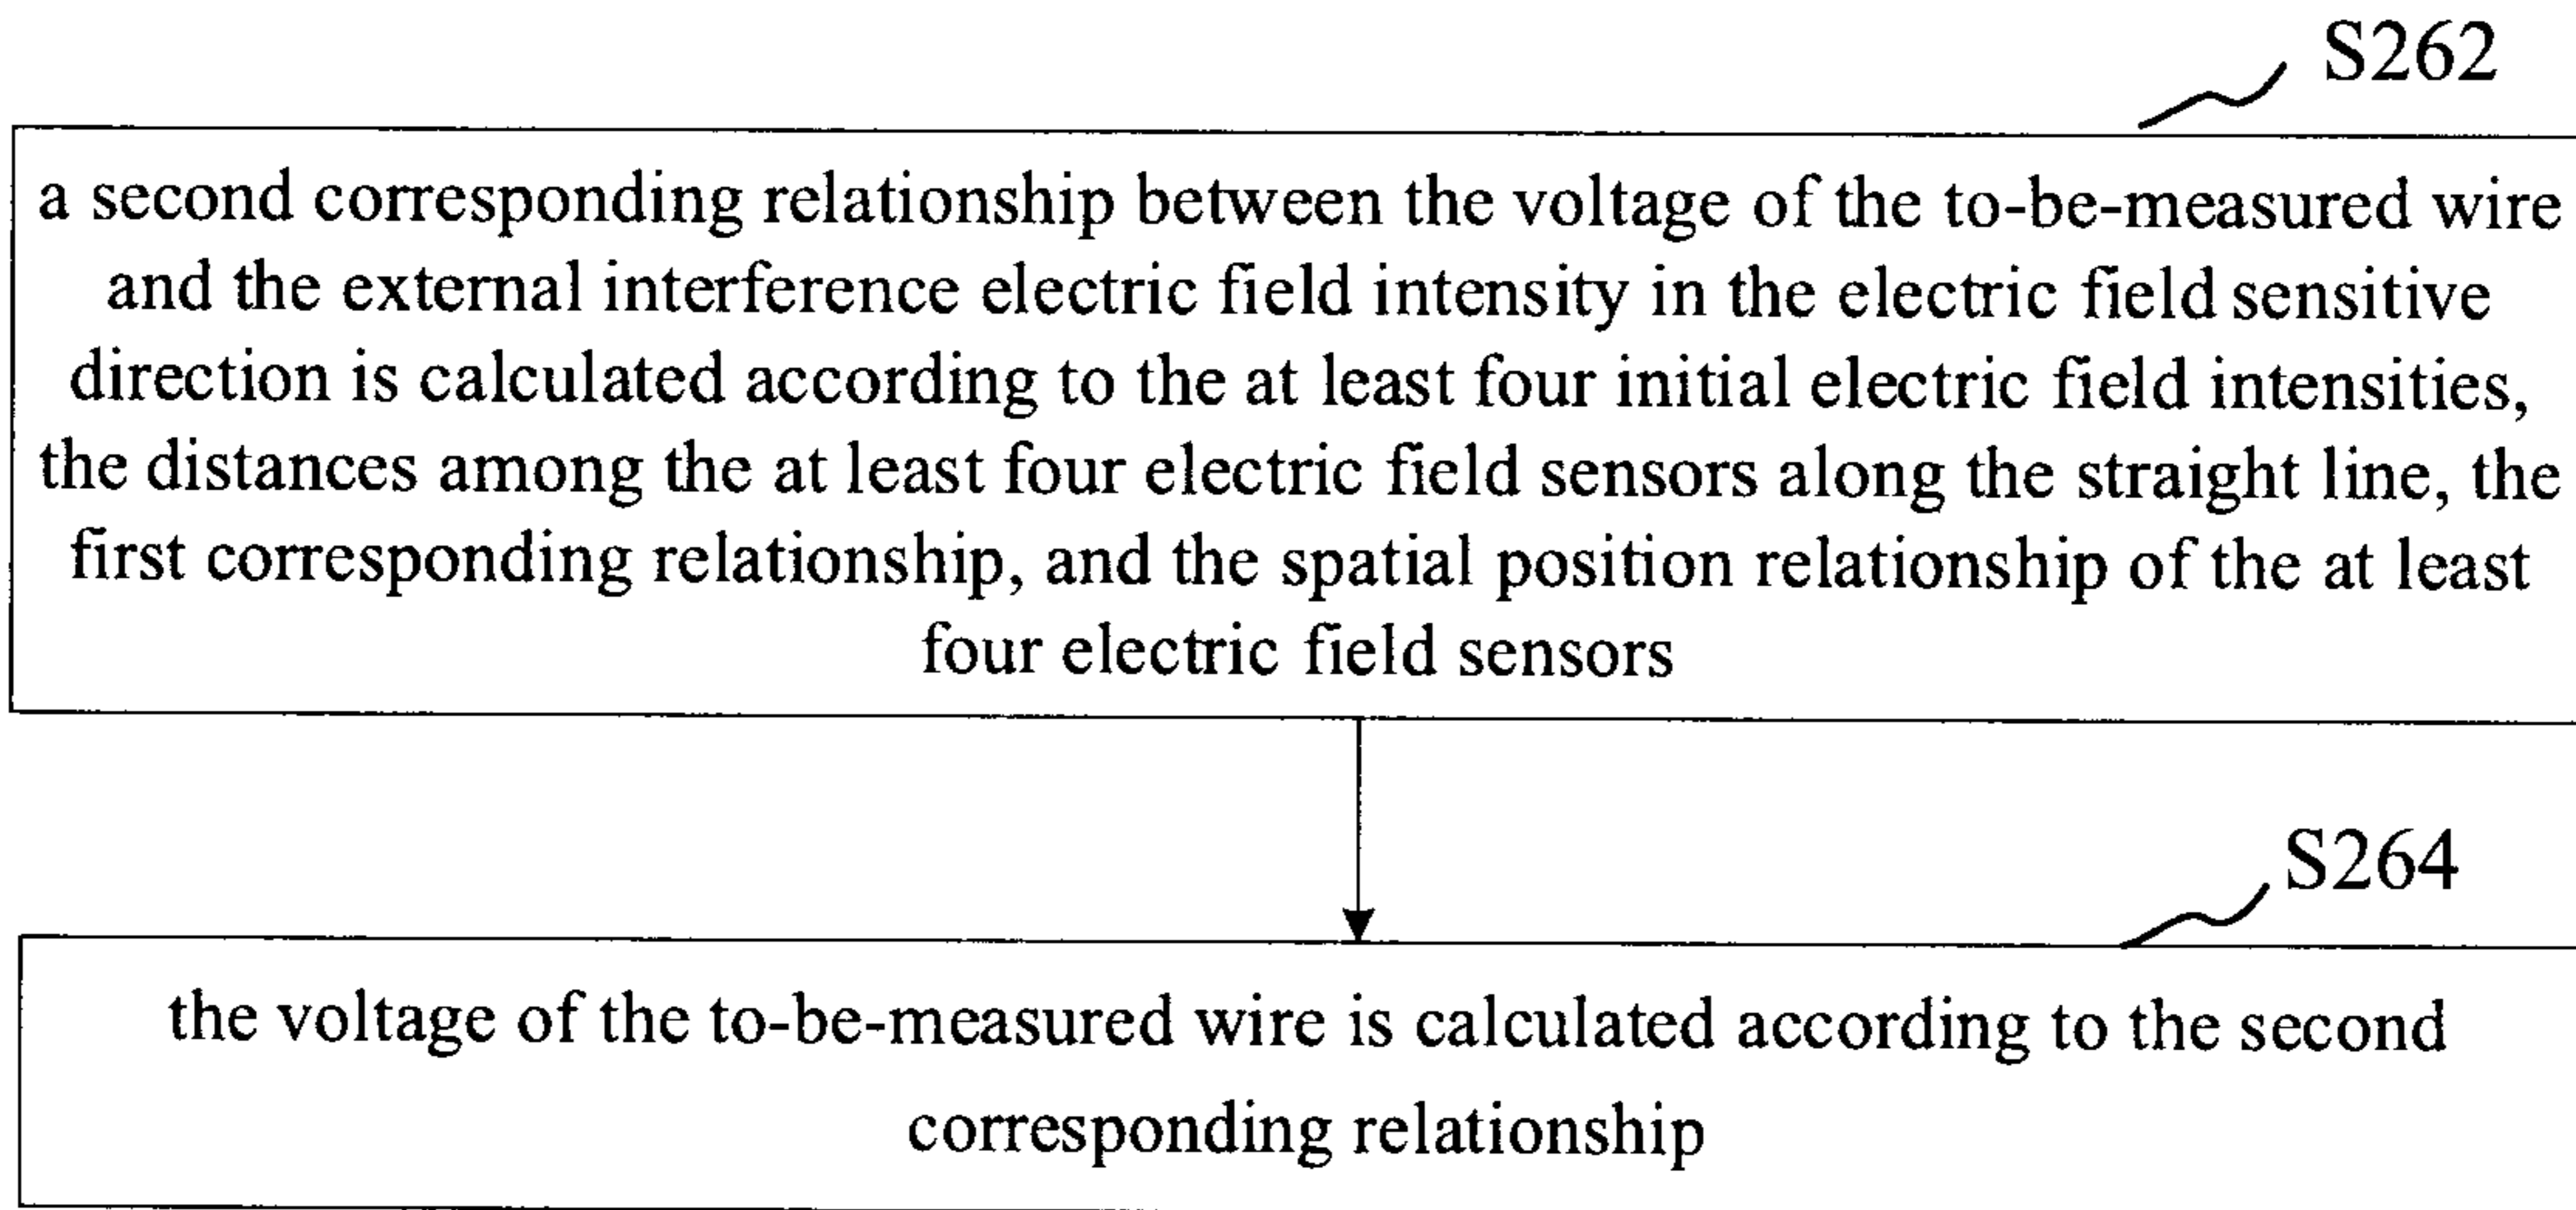 S262
a second corresponding relationship between the voltage of the to-be-measured wire
and the external interference electric field intensity in the electric field sensitive
direction is calculated according to the at least four initial electric field intensities,
the distances among the at least four electric field sensors along the straight line, the
first corresponding relationship, and the spatial position relationship of the at least
four electric field sensors
S264
the voltage of the to-be-measured wire is calculated according to the second
corresponding relationship